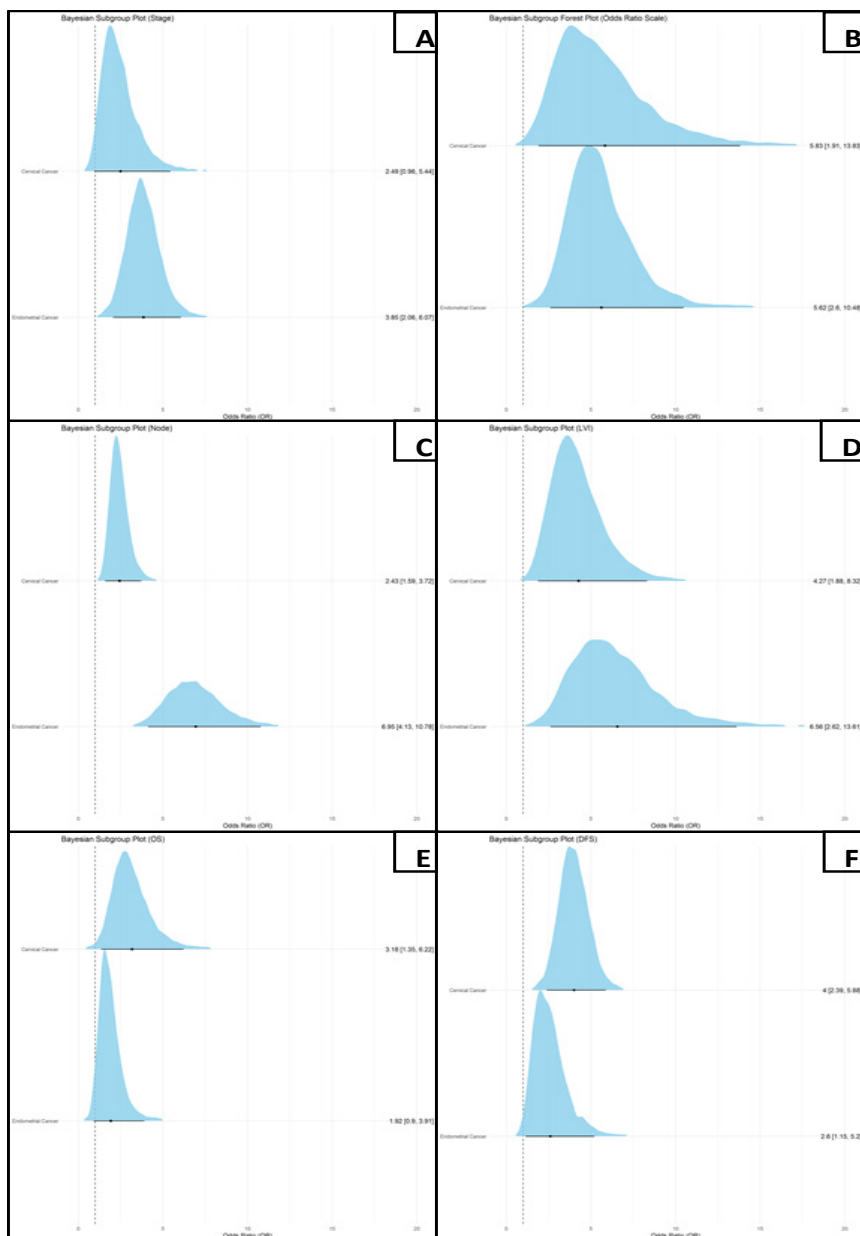 Bayesian Subgroup Plot (Stage)
A
Cervical Cancer
2.49 [0.96, 5.44]
Endometrial Cancer
3.85 [2.06, 6.07]
0 5 10 15 20
Odds Ratio (OR)
Bayesian Subgroup Forest Plot (Odds Ratio Scale)
B
Cervical Cancer
5.83 [1.91, 13.83]
Endometrial Cancer
5.62 [2.6, 10.48]
0 5 10 15 20
Odds Ratio (OR)
Bayesian Subgroup Plot (Node)
C
Cervical Cancer
2.43 [1.59, 3.72]
Endometrial Cancer
6.95 [4.13, 10.78]
0 5 10 15 20
Odds Ratio (OR)
Bayesian Subgroup Plot (LVI)
D
Cervical Cancer
4.27 [1.88, 8.32]
Endometrial Cancer
6.56 [2.62, 13.61]
0 5 10 15 20
Odds Ratio (OR)
Bayesian Subgroup Plot (OS)
E
Cervical Cancer
3.18 [1.35, 6.22]
Endometrial Cancer
1.92 [0.9, 3.91]
0 5 10 15 20
Odds Ratio (OR)
Bayesian Subgroup Plot (DFS)
F
Cervical Cancer
4 [2.39, 5.88]
Endometrial Cancer
2.6 [1.15, 5.2]
0 5 10 15 20
Odds Ratio (OR)